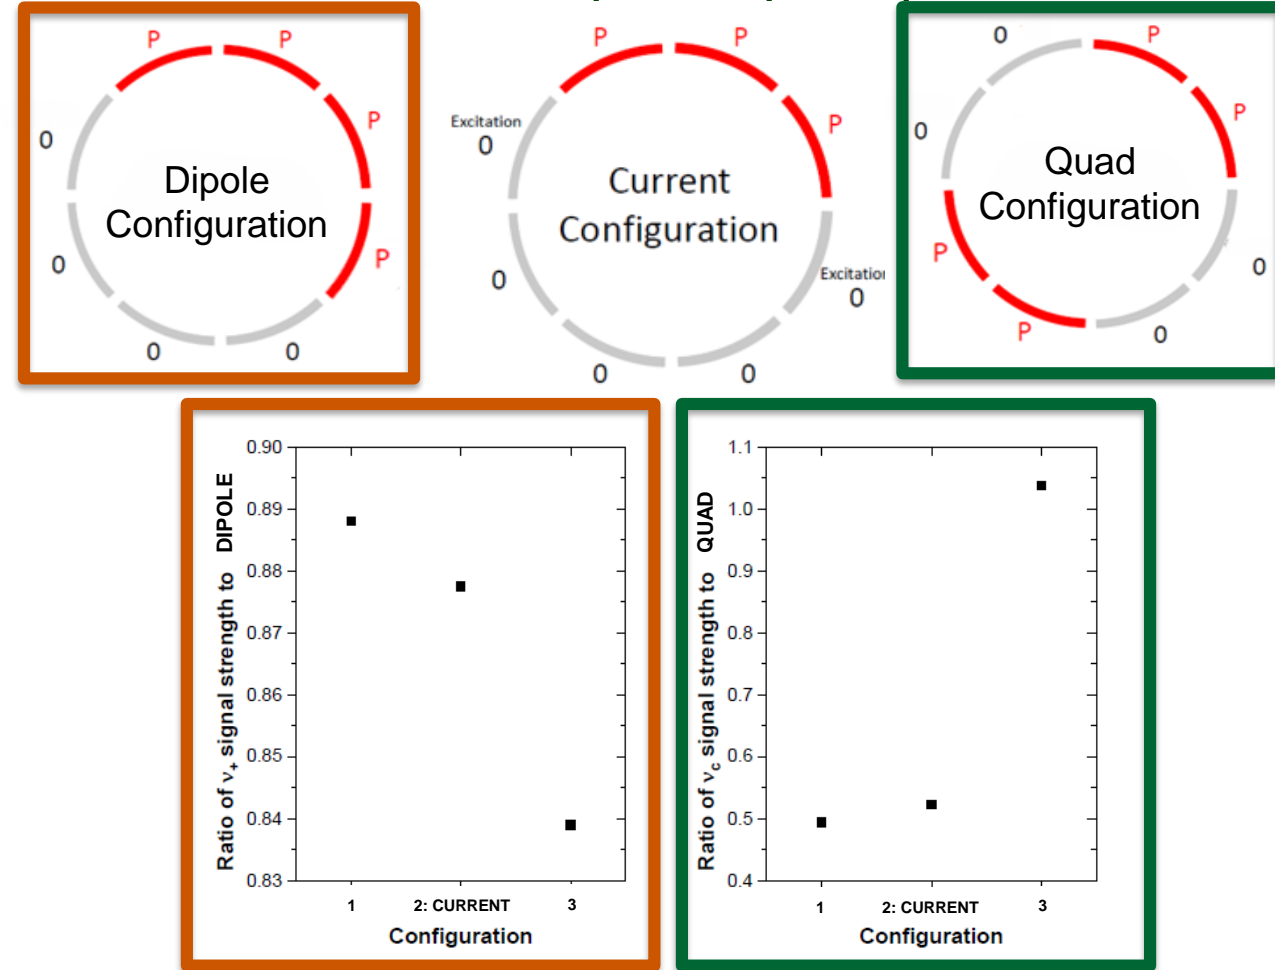 P P
P
P
0
0
0 0
Dipole
Configuration
P P
P
Excitation
0
Excitation
0
0
0 0
Current
Configuration
0 P
0 P
P 0
P 0
Quad
Configuration
Ratio of ν+ signal strength to DIPOLE
0.90
0.89
0.88
0.87
0.86
0.85
0.84
0.83
1 2: CURRENT 3
Configuration
Ratio of νc signal strength to QUAD
1.1
1.0
0.9
0.8
0.7
0.6
0.5
0.4
1 2: CURRENT 3
Configuration